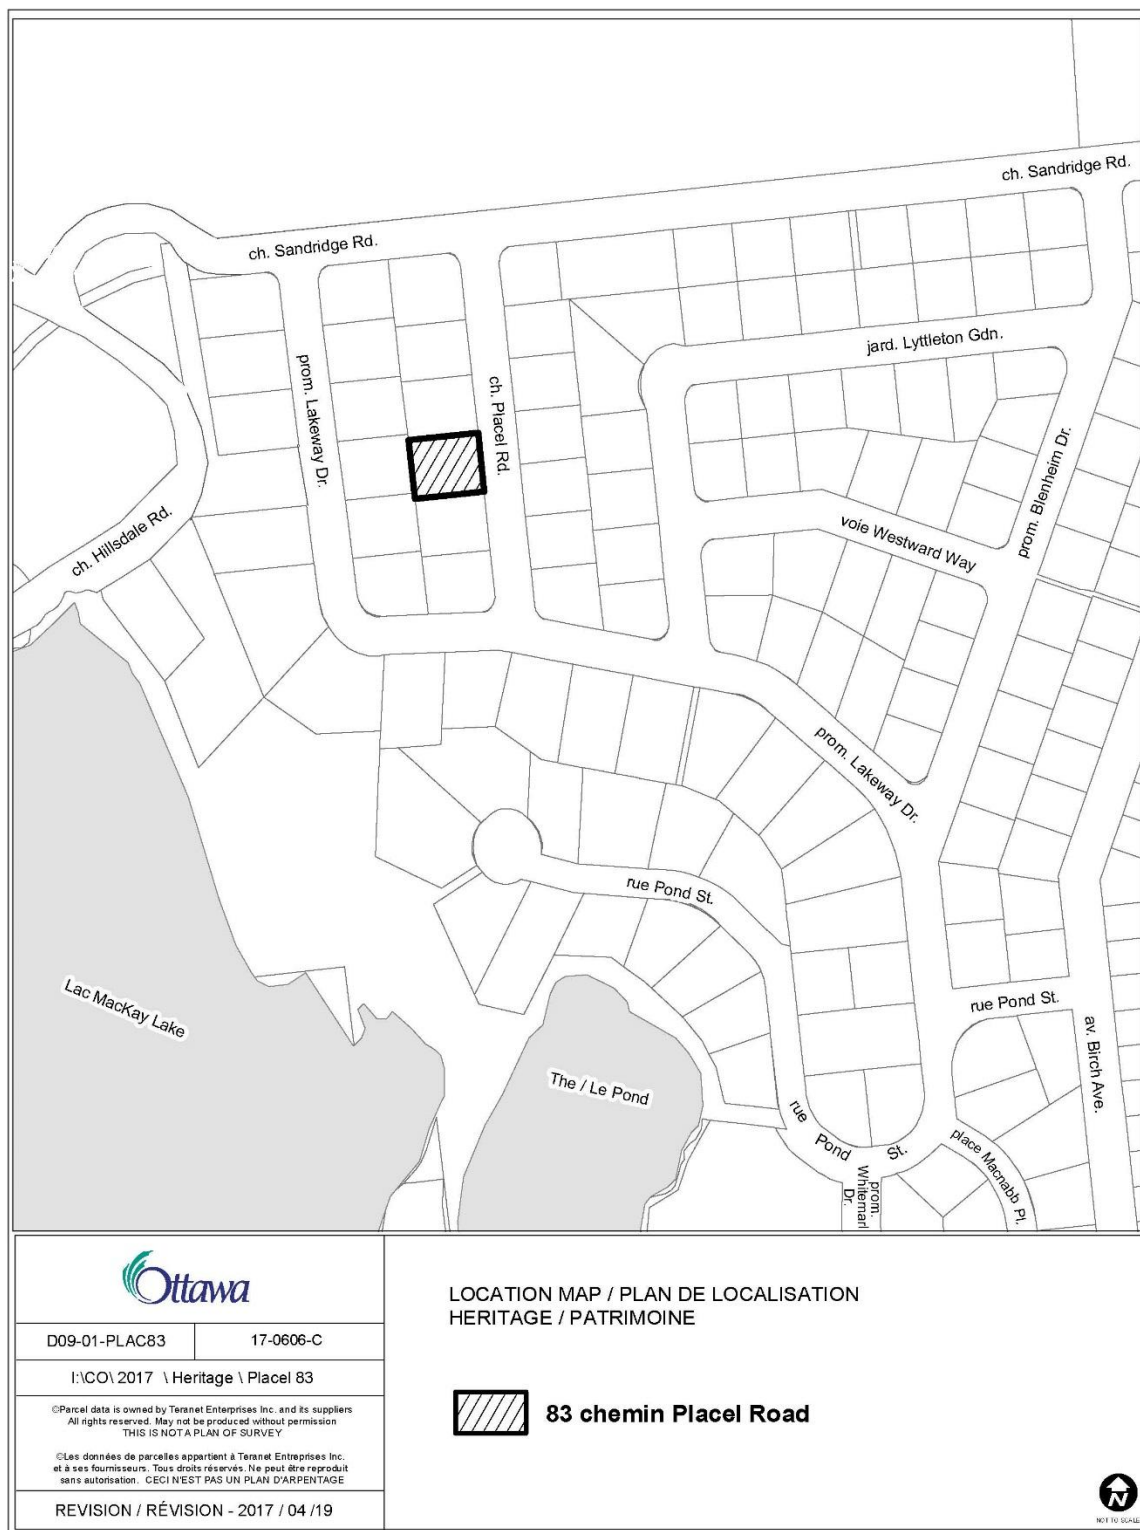 ch. Sandridge Rd.
ch. Sandridge Rd.
jard. Lyttleton Gdn.
prom. Lakeway Dr.
ch. Placel Rd.
prom. Blenheim Dr.
voie Westward Way
ch. Hillsdale Rd.
prom. Lakeway Dr.
rue Pond St.
Lac MacKay Lake
rue Pond St.
av. Birch Ave.
The / Le Pond
rue Pond St.
place Macnabb Pl.
prom.
Whitemarl
Dr.
Ottawa
D09-01-PLAC83
17-0606-C
I:\CO\ 2017 \ Heritage \ Placel 83
©Parcel data is owned by Teranet Enterprises Inc. and its suppliers
All rights reserved. May not be produced without permission
THIS IS NOT A PLAN OF SURVEY
©Les données de parcelles appartient à Teranet Entreprises Inc.
et à ses fournisseurs. Tous droits réservés. Ne peut être reproduit
sans autorisation. CECI N'EST PAS UN PLAN D'ARPENTAGE
REVISION / RÉVISION - 2017 / 04 /19
LOCATION MAP / PLAN DE LOCALISATION
HERITAGE / PATRIMOINE
83 chemin Placel Road
N
NOT TO SCALE